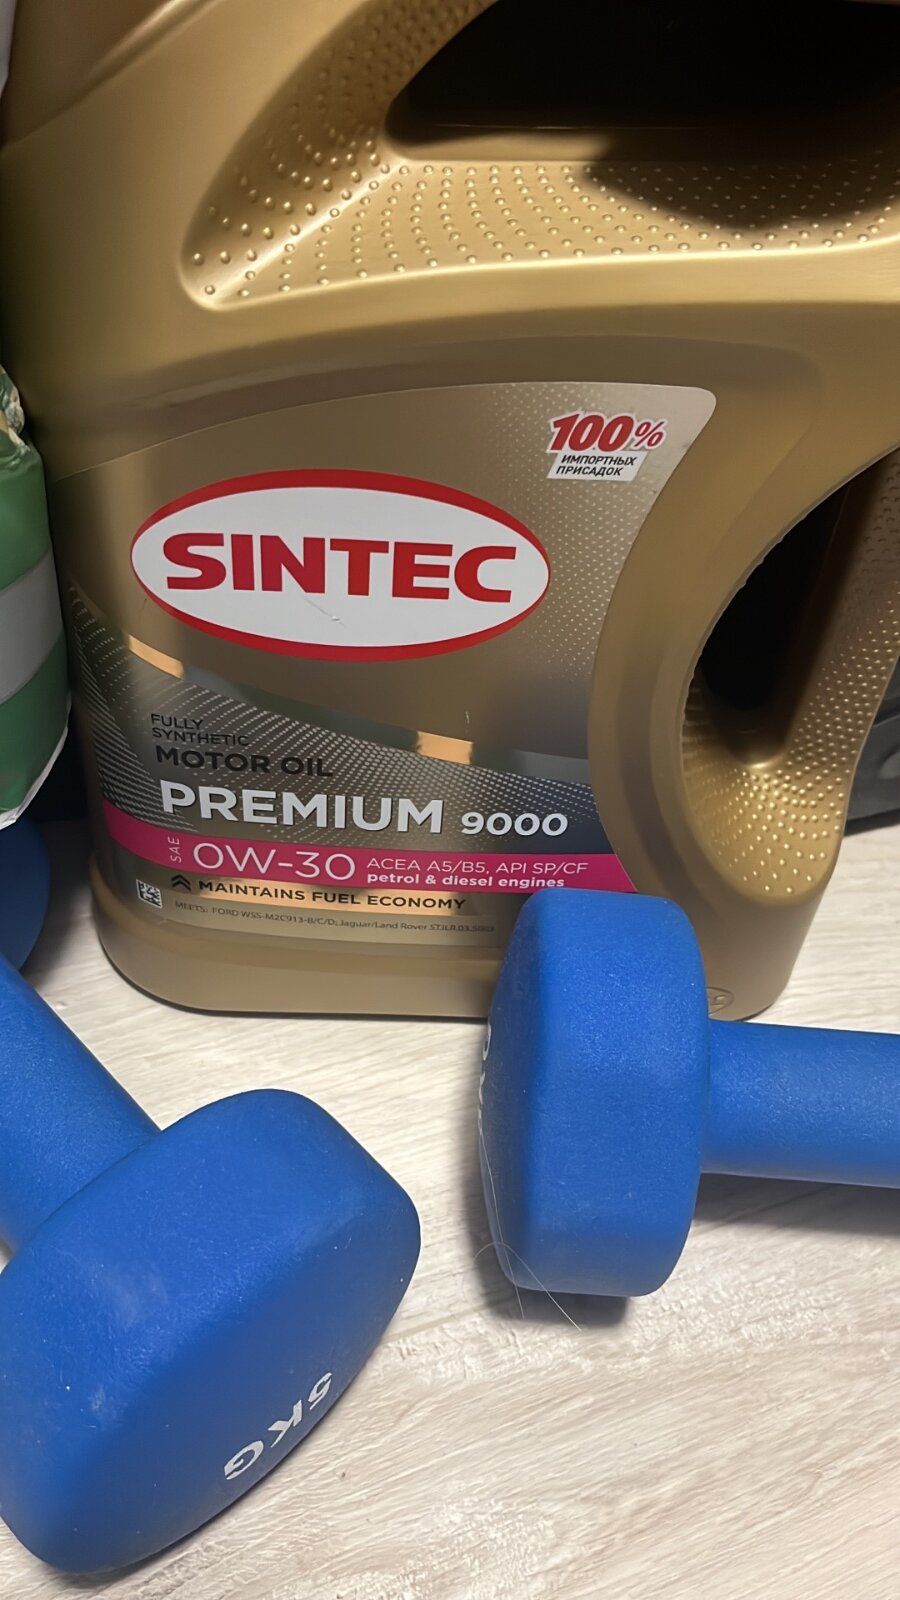 100%
ИМПОРТНЫХ
ПРИСАДОК
SINTEC
FULLY
SYNTHETIC
MOTOR OIL
PREMIUM 9000
SAE 0W-30 ACEA A5/B5, API SP/CF
petrol & diesel engines
MAINTAINS FUEL ECONOMY
MEETS: FORD WSS-M2C913-B/C/D; Jaguar/Land Rover STJLR.03.5003
5KG